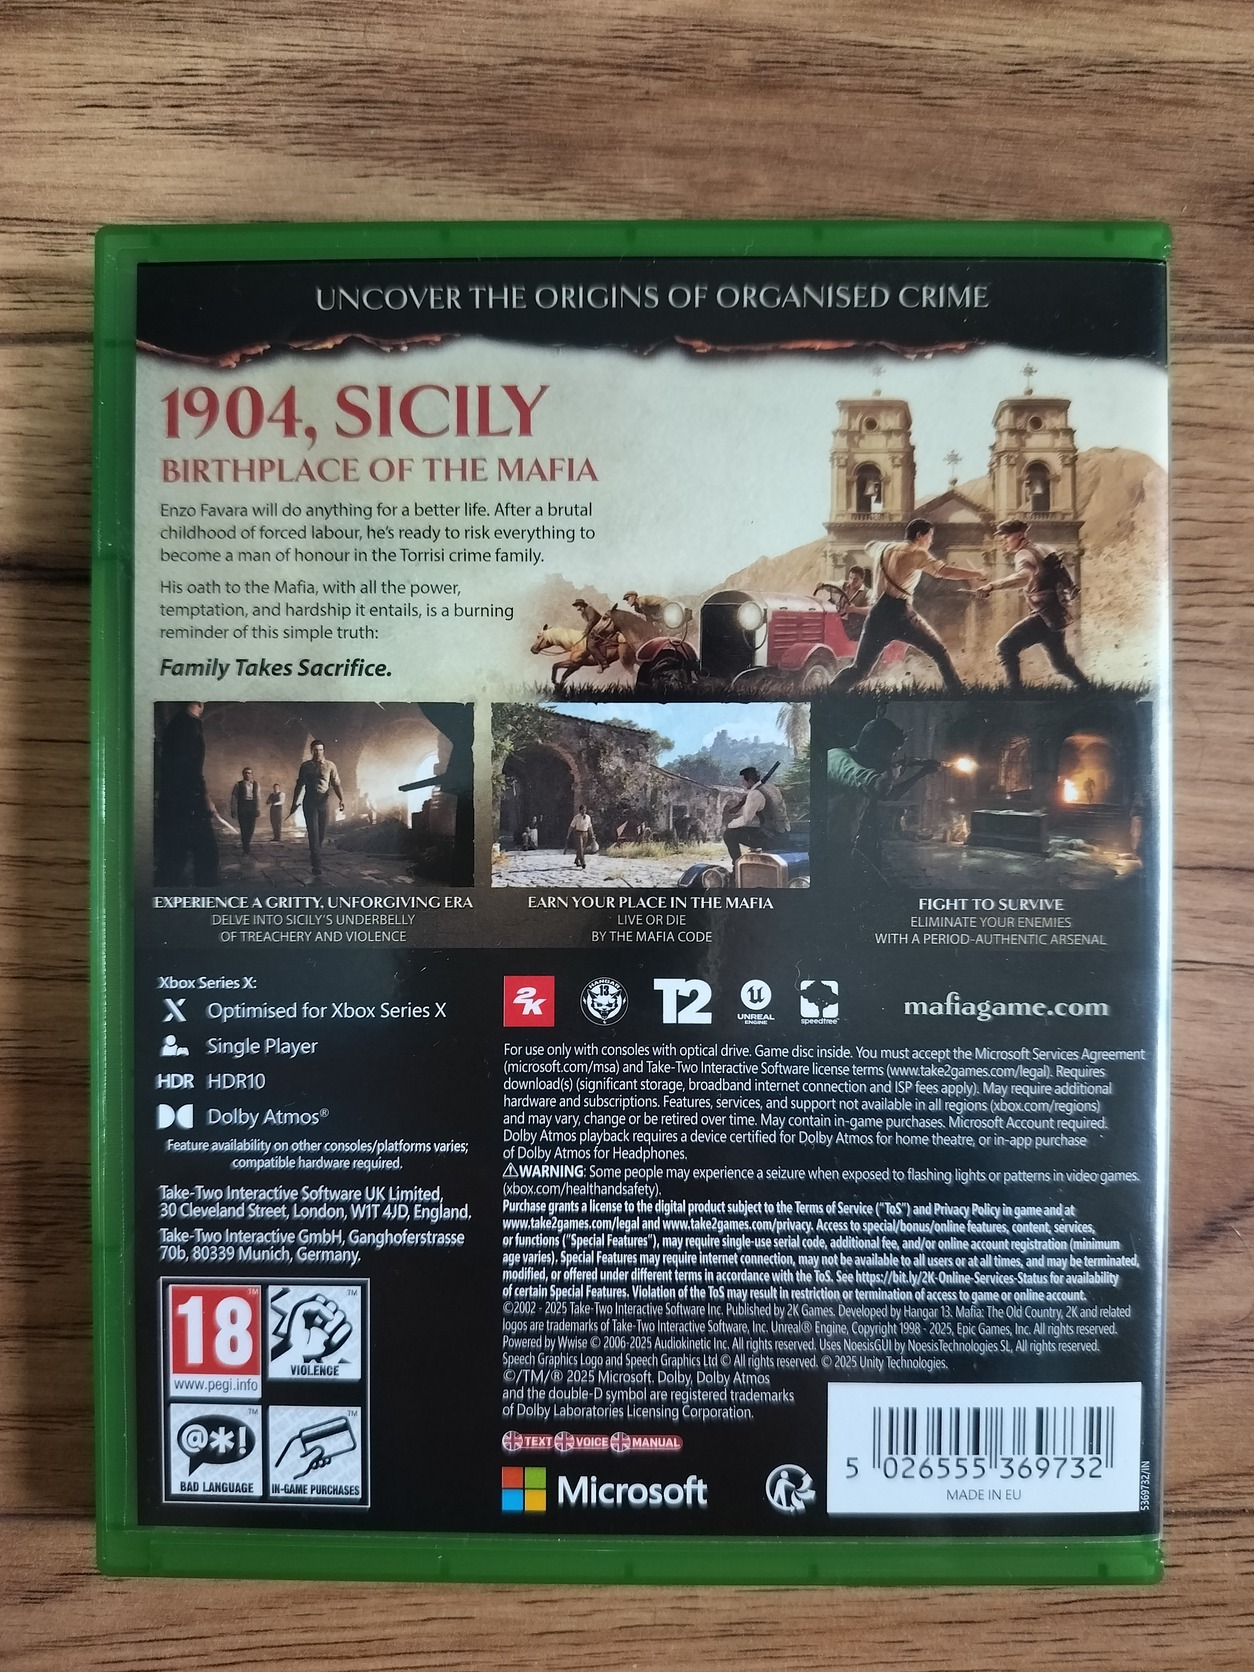 UNCOVER THE ORIGINS OF ORGANISED CRIME
1904, SICILY
BIRTHPLACE OF THE MAFIA
Enzo Favara will do anything for a better life. After a brutal
childhood of forced labour, he's ready to risk everything to
become a man of honour in the Torrisi crime family.
His oath to the Mafia, with all the power,
temptation, and hardship it entails, is a burning
reminder of this simple truth:
Family Takes Sacrifice.
EXPERIENCE A GRITTY, UNFORGIVING ERA
DELVE INTO SICILY'S UNDERBELLY
OF TREACHERY AND VIOLENCE
EARN YOUR PLACE IN THE MAFIA
LIVE OR DIE
BY THE MAFIA CODE
FIGHT TO SURVIVE
ELIMINATE YOUR ENEMIES
WITH A PERIOD-AUTHENTIC ARSENAL
Xbox Series X:
X Optimised for Xbox Series X
Single Player
HDR HDR10
Dolby Atmos®
Feature availability on other consoles/platforms varies;
compatible hardware required.
Take-Two Interactive Software UK Limited,
30 Cleveland Street, London, W1T 4JD, England.
Take-Two Interactive GmbH, Ganghoferstrasse
70b, 80339 Munich, Germany.
18 ™
www.pegi.info
™
VIOLENCE
™
@*!
BAD LANGUAGE
™
IN-GAME PURCHASES
2K
HANGAR
13
T2
UNREAL
ENGINE
speedtree
mafiagame.com
For use only with consoles with optical drive. Game disc inside. You must accept the Microsoft Services Agreement
(microsoft.com/msa) and Take-Two Interactive Software license terms (www.take2games.com/legal). Requires
download(s) (significant storage, broadband internet connection and ISP fees apply). May require additional
hardware and subscriptions. Features, services, and support not available in all regions (xbox.com/regions)
and may vary, change or be retired over time. May contain in-game purchases. Microsoft Account required.
Dolby Atmos playback requires a device certified for Dolby Atmos for home theatre, or in-app purchase
of Dolby Atmos for Headphones.
⚠WARNING: Some people may experience a seizure when exposed to flashing lights or patterns in video games.
(xbox.com/healthandsafety).
Purchase grants a license to the digital product subject to the Terms of Service ("ToS") and Privacy Policy in game and at
www.take2games.com/legal and www.take2games.com/privacy. Access to special/bonus/online features, content, services,
or functions ("Special Features"), may require single-use serial code, additional fee, and/or online account registration (minimum
age varies). Special Features may require internet connection, may not be available to all users or at all times, and may be terminated,
modified, or offered under different terms in accordance with the ToS. See https://bit.ly/2K-Online-Services-Status for availability
of certain Special Features. Violation of the ToS may result in restriction or termination of access to game or online account.
©2002 - 2025 Take-Two Interactive Software Inc. Published by 2K Games. Developed by Hangar 13. Mafia: The Old Country, 2K and related
logos are trademarks of Take-Two Interactive Software, Inc. Unreal® Engine, Copyright 1998 - 2025, Epic Games, Inc. All rights reserved.
Powered by Wwise © 2006-2025 Audiokinetic Inc. All rights reserved. Uses NoesisGUI by NoesisTechnologies SL, All rights reserved.
Speech Graphics Logo and Speech Graphics Ltd © All rights reserved. © 2025 Unity Technologies.
©/TM/® 2025 Microsoft. Dolby, Dolby Atmos
and the double-D symbol are registered trademarks
of Dolby Laboratories Licensing Corporation.
TEXT VOICE MANUAL
Microsoft
5 026555 369732
MADE IN EU
5369732/IN